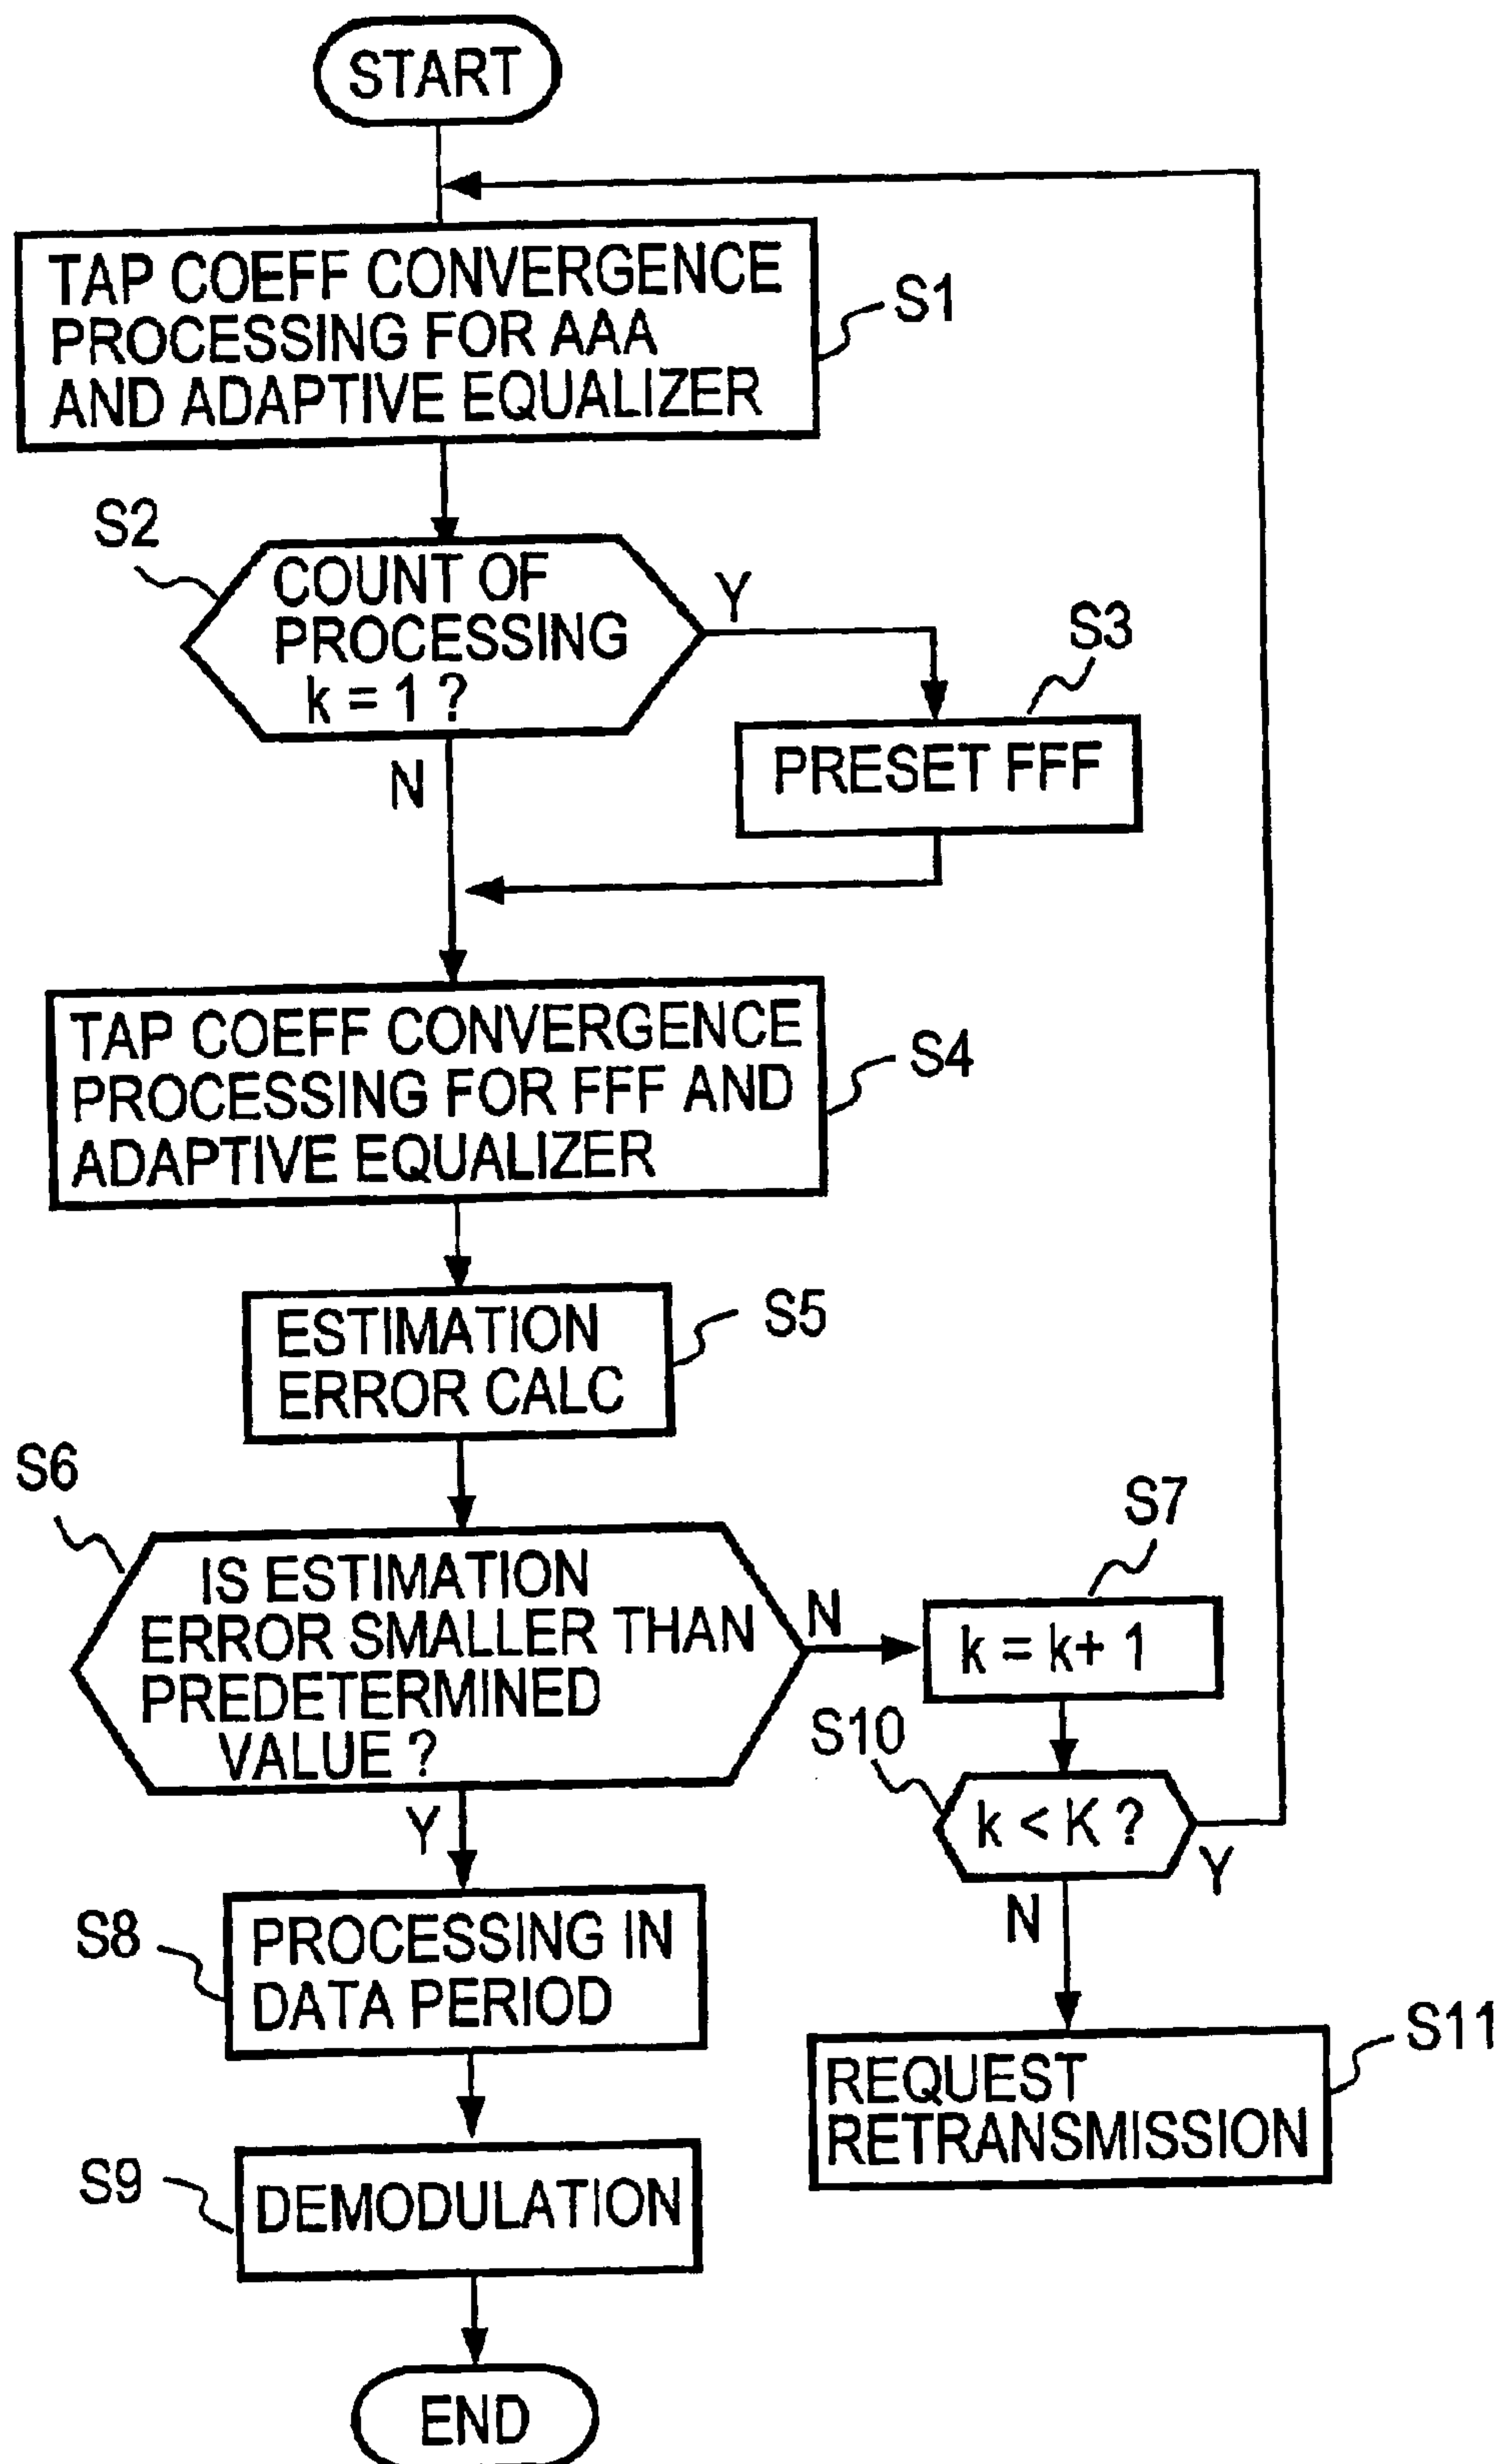 START
TAP COEFF CONVERGENCE
PROCESSING FOR AAA
AND ADAPTIVE EQUALIZER
S1
S2
COUNT OF
PROCESSING
k = 1 ?
Y
N
S3
PRESET FFF
TAP COEFF CONVERGENCE
PROCESSING FOR FFF AND
ADAPTIVE EQUALIZER
S4
ESTIMATION
ERROR CALC
S5
S6
IS ESTIMATION
ERROR SMALLER THAN
PREDETERMINED
VALUE ?
N
Y
S7
k = k+ 1
S10
k < K ?
Y
N
S8
PROCESSING IN
DATA PERIOD
S11
REQUEST
RETRANSMISSION
S9
DEMODULATION
END